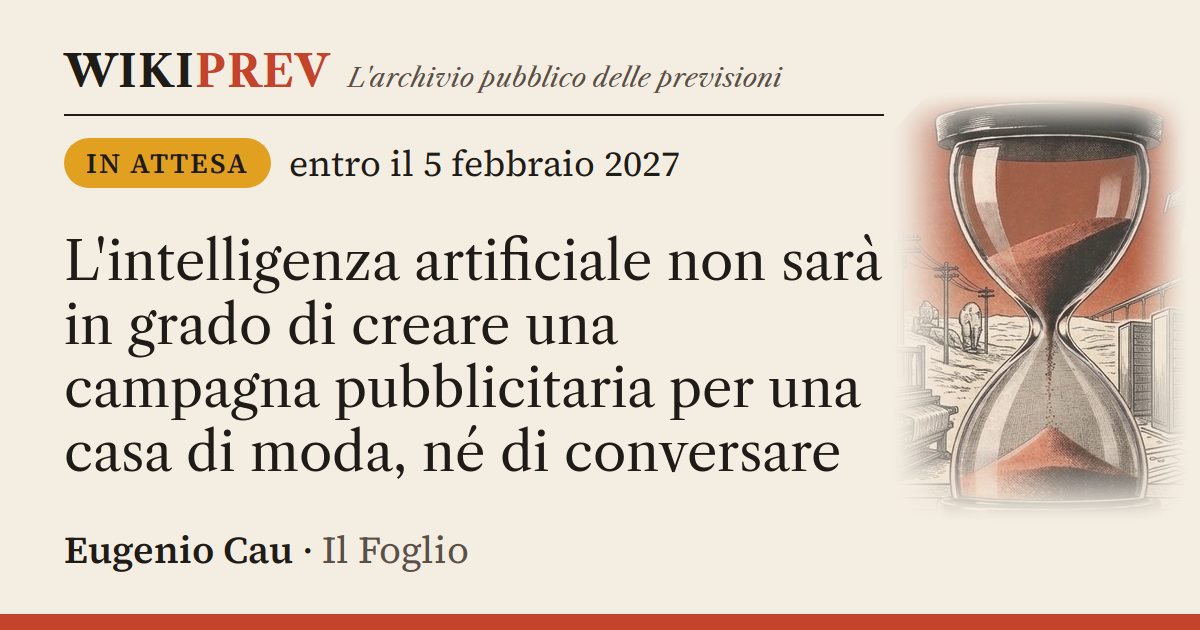 WIKIPREV L'archivio pubblico delle previsioni
IN ATTESA entro il 5 febbraio 2027
L'intelligenza artificiale non sarà
in grado di creare una
campagna pubblicitaria per una
casa di moda, né di conversare
Eugenio Cau · Il Foglio